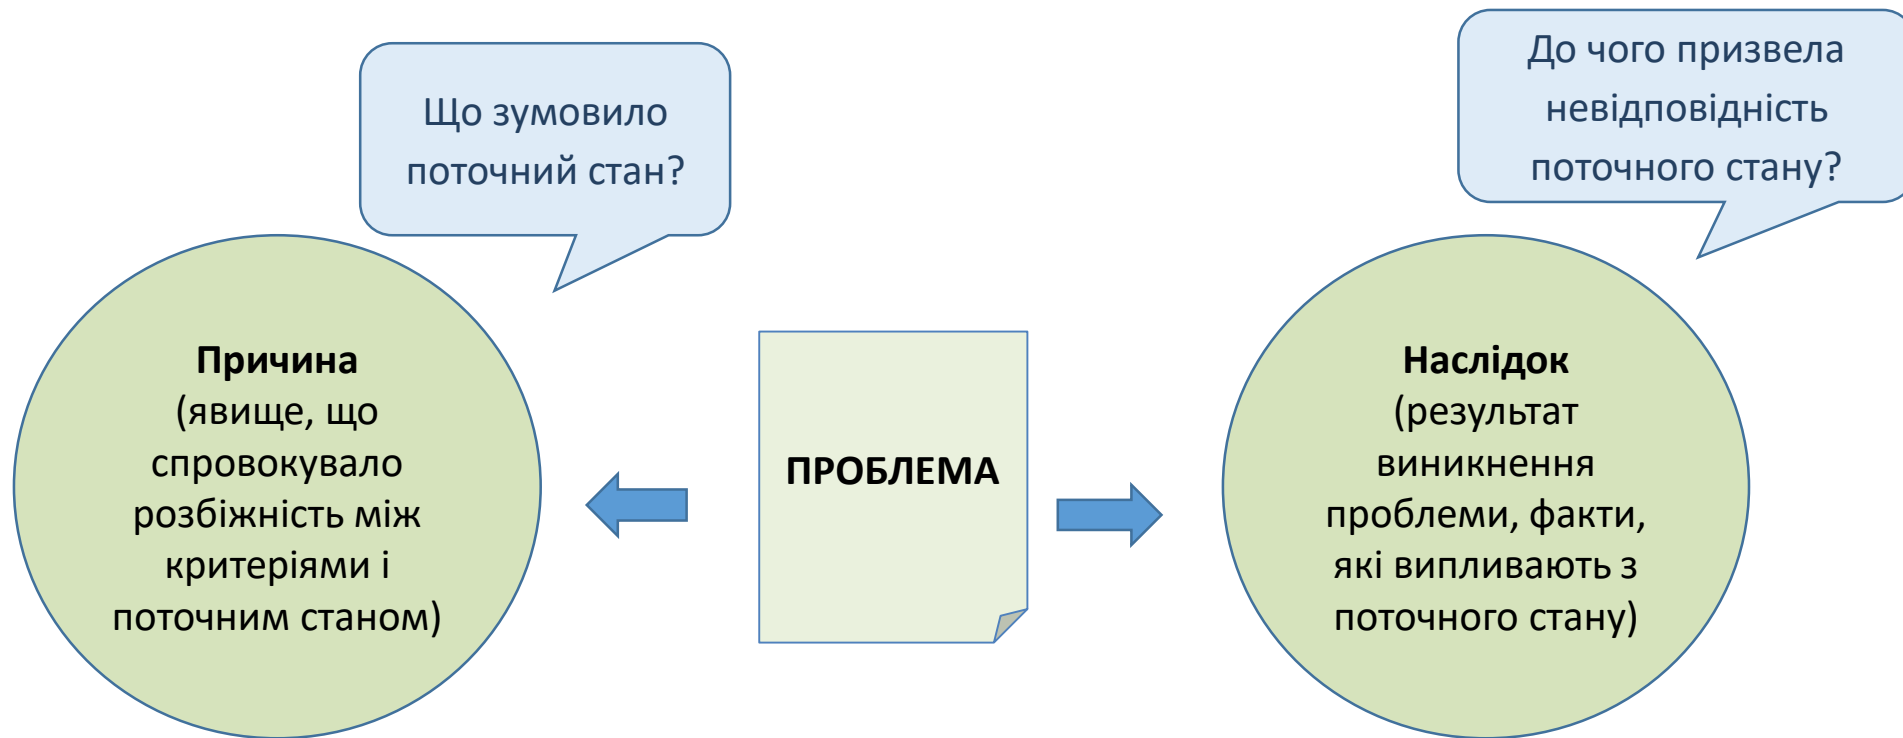 Що зумовило
поточний стан?
До чого призвела
невідповідність
поточного стану?
Причина
(явище, що
спровокувало
розбіжність між
критеріями і
поточним станом)
ПРОБЛЕМА
Наслідок
(результат
виникнення
проблеми, факти,
які випливають з
поточного стану)